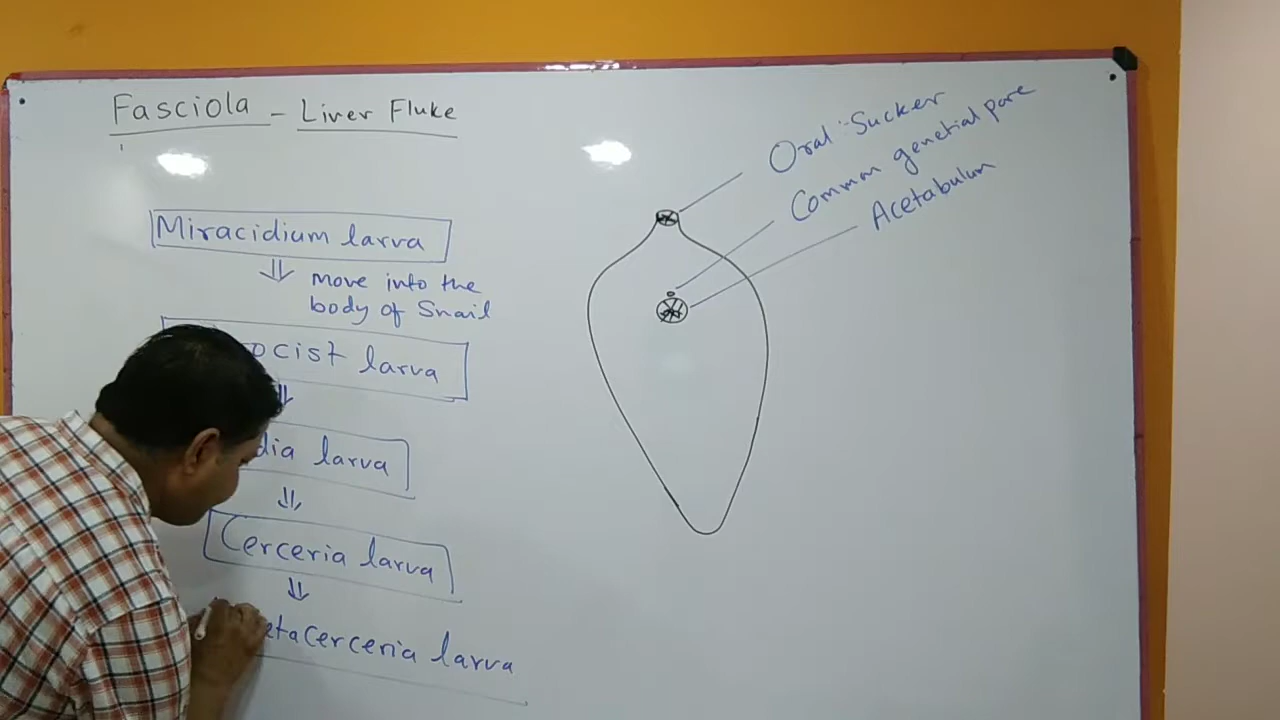 Fasciola - Liver Fluke
Miracidium larva
⇓ move into the
body of Snail
ocist larva
⇓
dia larva
⇓
Cerceria larva
⇓
etacerceria larva
Oral Sucker
Common genetial pore
Acetabulum